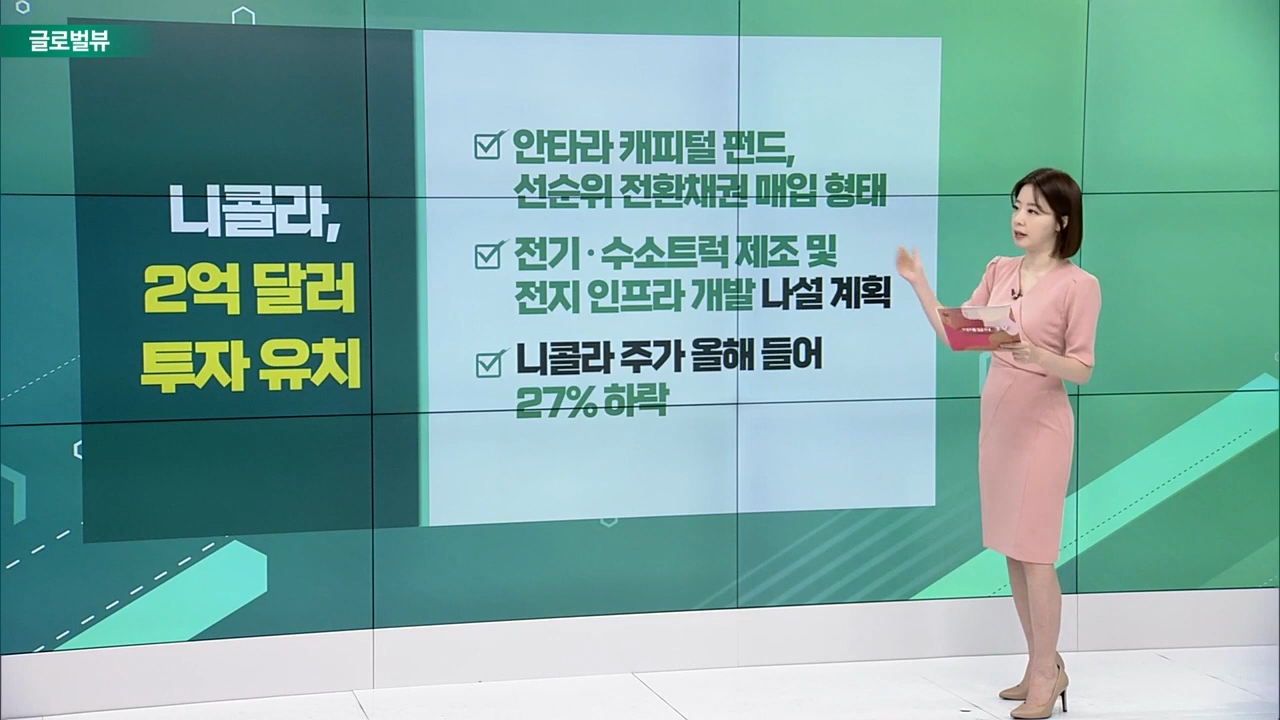 글로벌뷰
니콜라,
2억 달러
투자 유치
안타라 캐피털 펀드,
선순위 전환채권 매입 형태
전기·수소트럭 제조 및
전지 인프라 개발 나설 계획
니콜라 주가 올해 들어
27% 하락